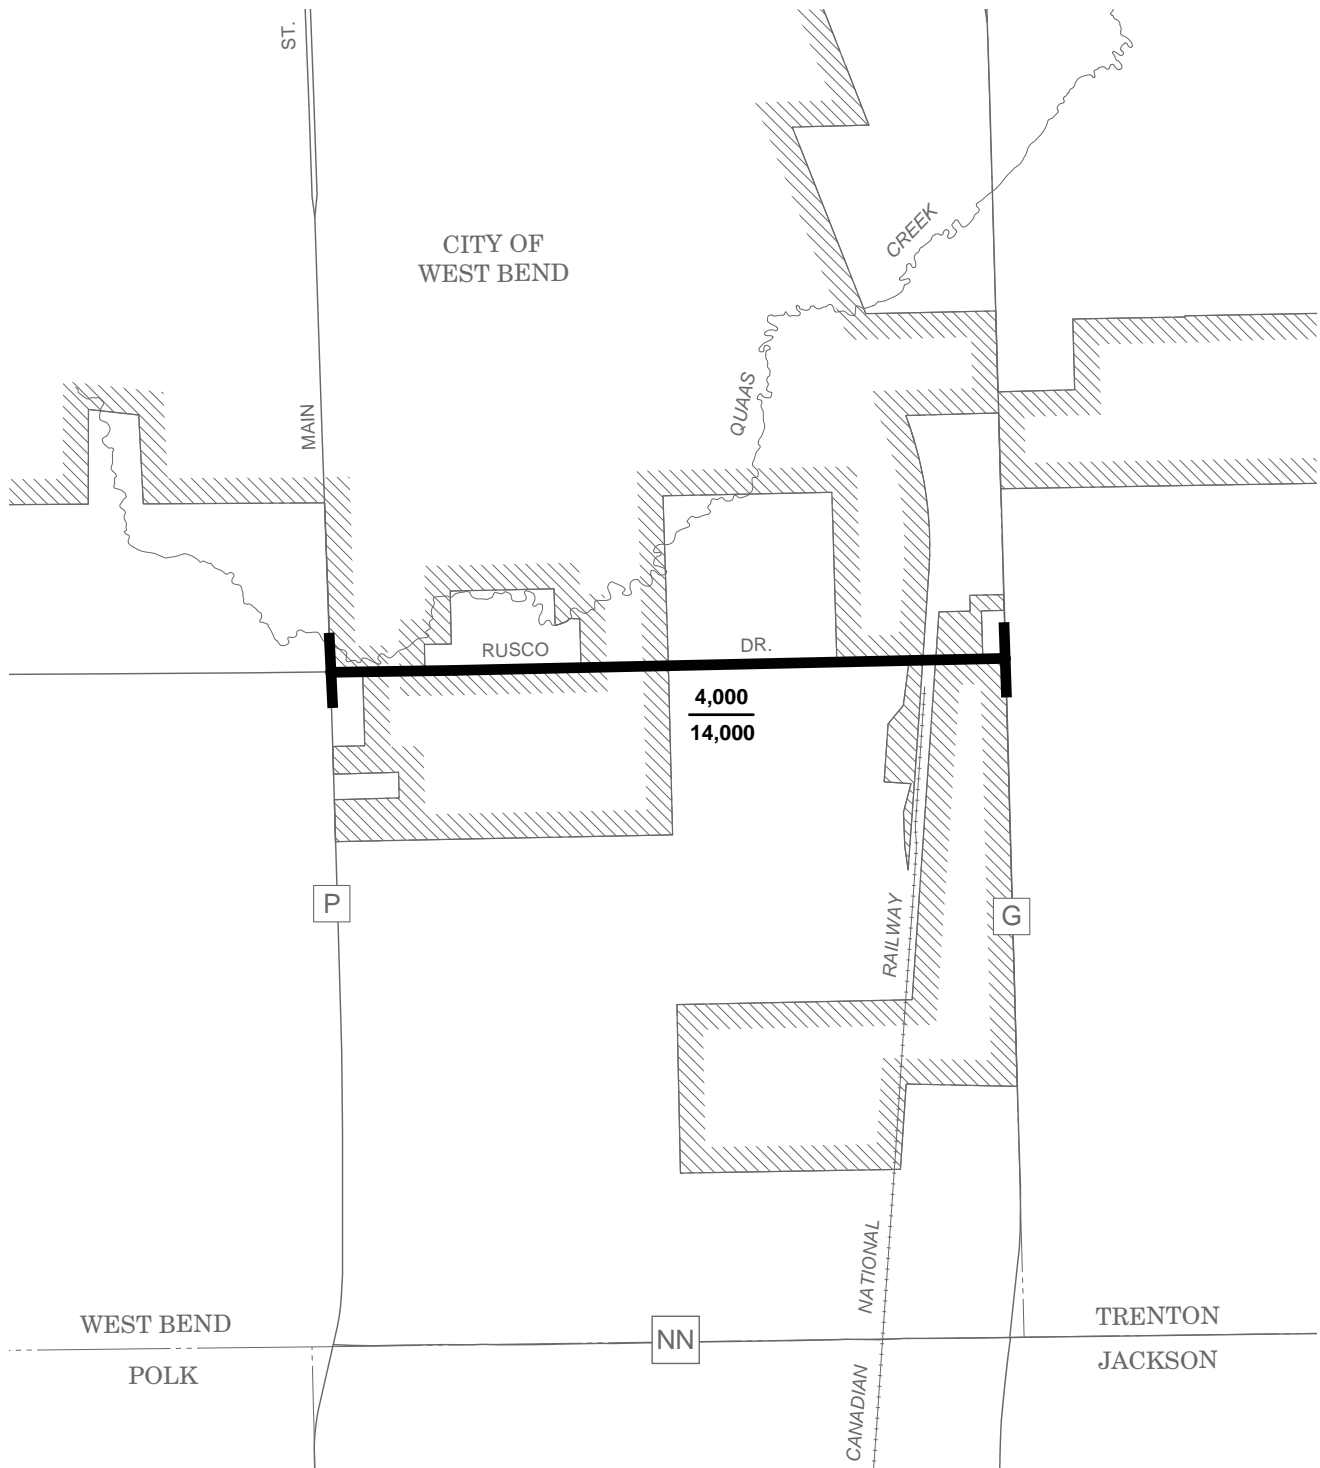 ST.
CITY OF
WEST BEND
CREEK
QUAAS
MAIN
RUSCO
DR.
4,000
14,000
P
G
RAILWAY
NATIONAL
CANADIAN
WEST BEND
NN
TRENTON
POLK
JACKSON